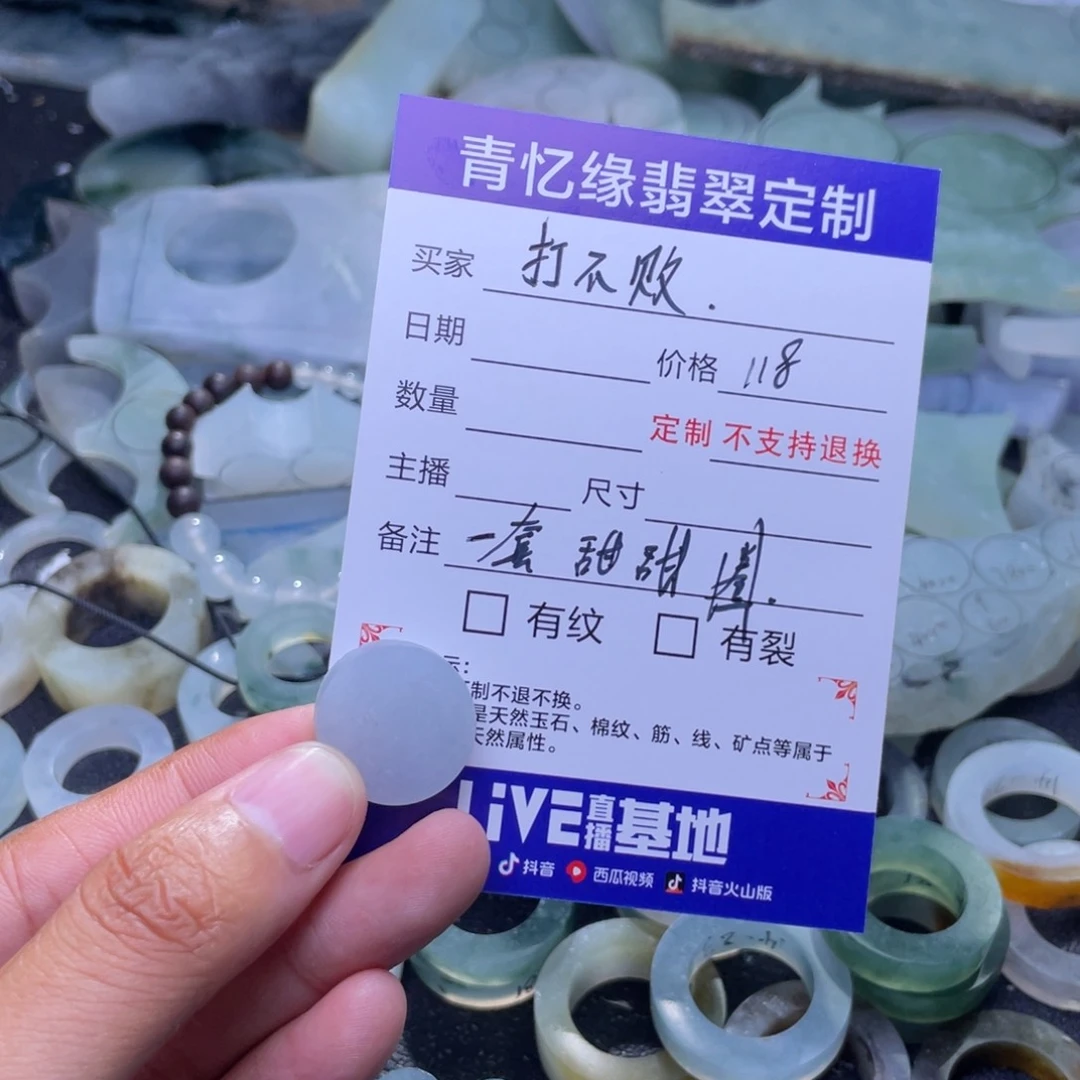 青忆缘翡翠定制
买家 打不败.
日期
价格 118
数量
定制 不支持退换
主播
尺寸
备注 一套 甜甜圈.
□ 有纹 □ 有裂
示:
制不退不换。
是天然玉石、棉纹、筋、线、矿点等属于
天然属性。
LiVE直播基地
抖音 西瓜视频 抖音火山版